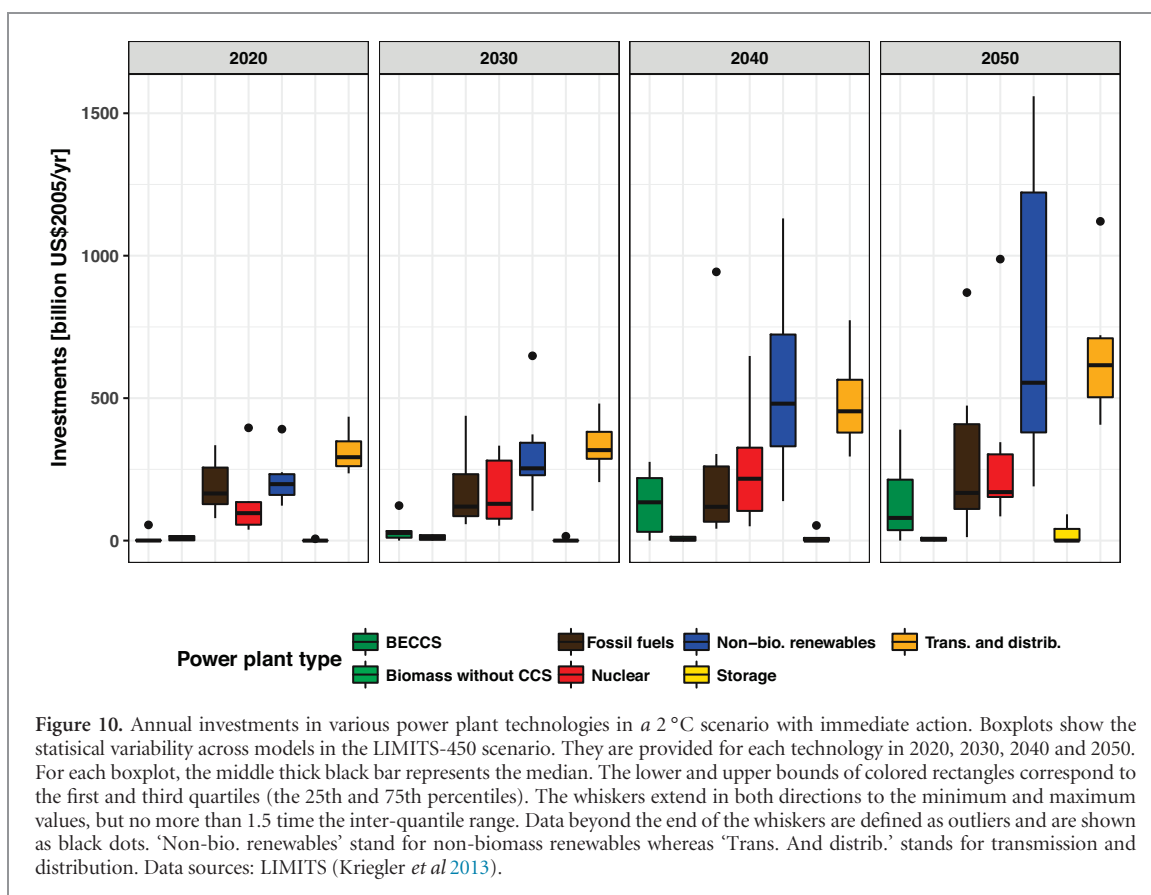 2020 2030 2040 2050
1500
1000
500
0
Investments [billion US$2005/yr]
Power plant type
BECCS Fossil fuels Non−bio. renewables Trans. and distrib.
Biomass without CCS Nuclear Storage
Figure 10. Annual investments in various power plant technologies in a 2 °C scenario with immediate action. Boxplots show the
statisical variability across models in the LIMITS-450 scenario. They are provided for each technology in 2020, 2030, 2040 and 2050.
For each boxplot, the middle thick black bar represents the median. The lower and upper bounds of colored rectangles correspond to
the first and third quartiles (the 25th and 75th percentiles). The whiskers extend in both directions to the minimum and maximum
values, but no more than 1.5 time the inter-quantile range. Data beyond the end of the whiskers are defined as outliers and are shown
as black dots. ‘Non-bio. renewables’ stand for non-biomass renewables whereas ‘Trans. And distrib.’ stands for transmission and
distribution. Data sources: LIMITS (Kriegler et al 2013).